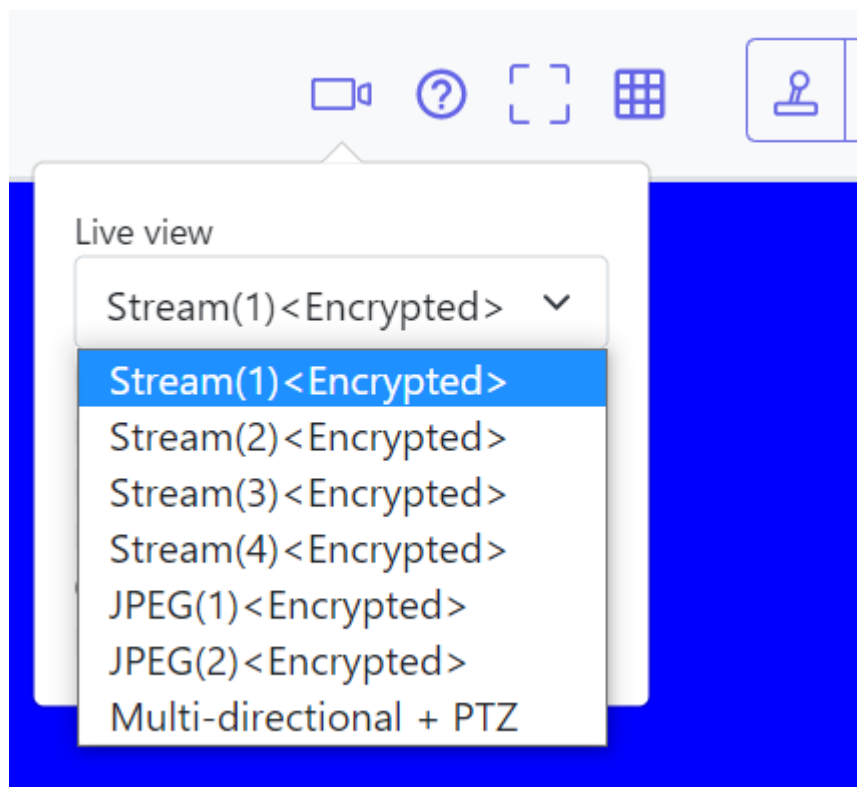 Live view
Stream(1)<Encrypted>
Stream(1)<Encrypted>
Stream(2)<Encrypted>
Stream(3)<Encrypted>
Stream(4)<Encrypted>
JPEG(1)<Encrypted>
JPEG(2)<Encrypted>
Multi-directional + PTZ